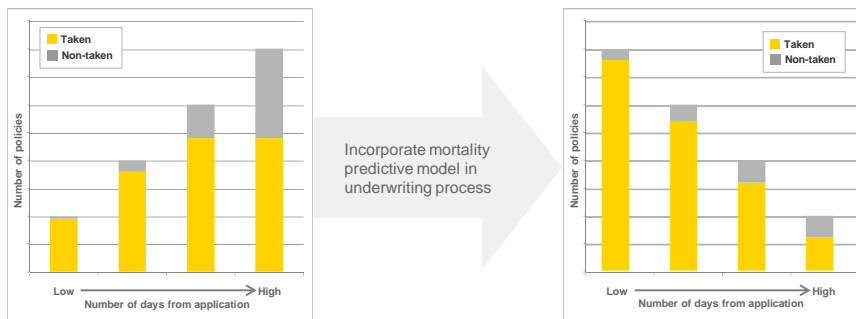 Taken
Non-taken
Number of policies
Low
High
Number of days from application
Incorporate mortality
predictive model in
underwriting process
Taken
Non-taken
Number of policies
Low
High
Number of days from application